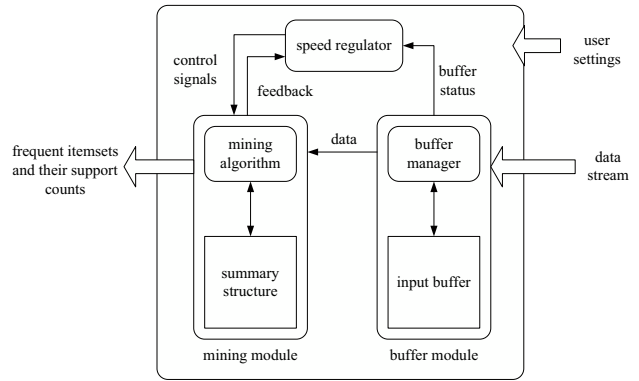 speed regulator
control
signals
feedback
buffer
status
user
settings
frequent itemsets
and their support
counts
mining
algorithm
data
buffer
manager
data
stream
summary
structure
input buffer
mining module
buffer module